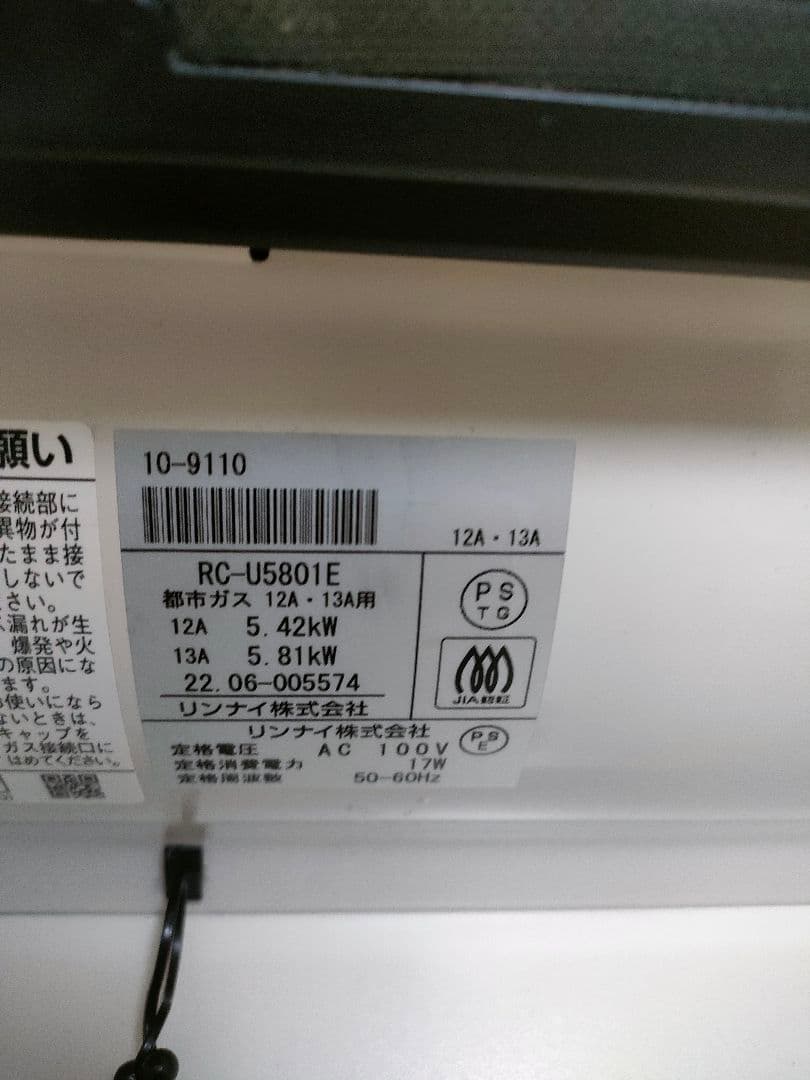 願い
接続部に
異物が付
たまま接
しないで
さい。
漏れが生
爆発や火
の原因にな
ます。
使いになら
ないときは、
キャップを
ガス接続口に
はめてください。
10-9110
12A・13A
RC-U5801E
都市ガス 12A・13A用
12A 5.42kW
13A 5.81kW
22.06-005574
リンナイ株式会社
PS
TG
JIA認証
リンナイ株式会社
定格電圧 AC 100V
定格消費電力 17W
定格周波数 50-60Hz
PS
E